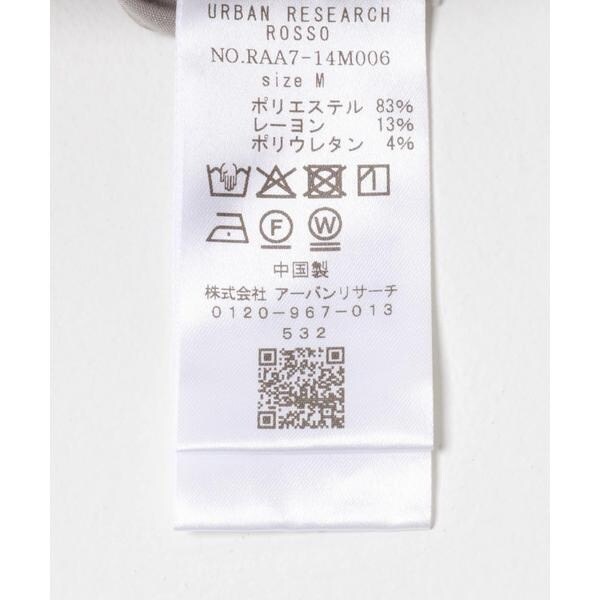 URBAN RESEARCH
ROSSO
NO.RAA7-14M006
size M
ポリエステル 83%
レーヨン 13%
ポリウレタン 4%
F W
中国製
株式会社 アーバンリサーチ
0120-967-013
532